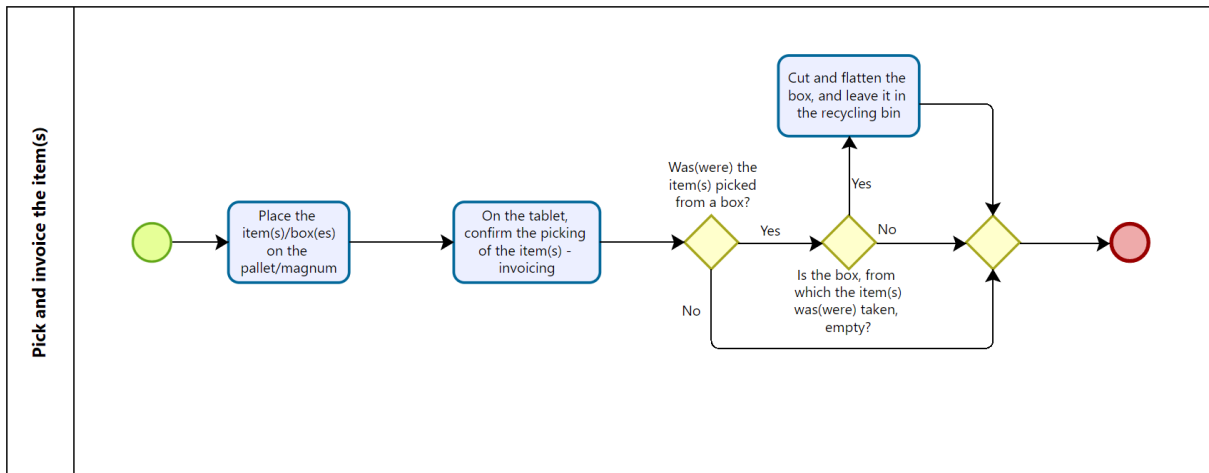 Pick and invoice the item(s)
Place the
item(s)/box(es)
on the
pallet/magnum
On the tablet,
confirm the picking
of the item(s) -
invoicing
Was(were) the
item(s) picked
from a box?
Yes
No
Is the box, from
which the item(s)
was(were) taken,
empty?
Yes
No
Cut and flatten the
box, and leave it in
the recycling bin